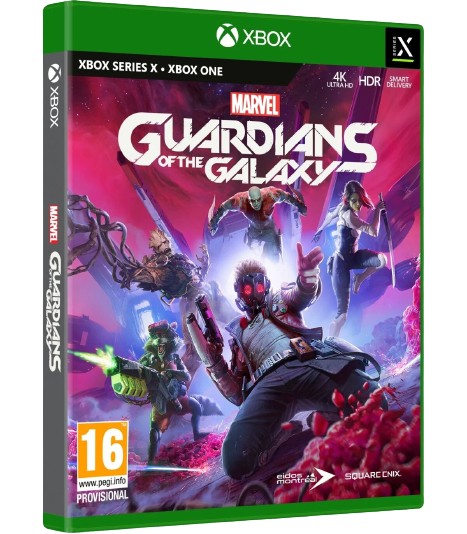 XBOX
SERIES X
XBOX SERIES X • XBOX ONE
4K
ULTRA HD
HDR
SMART
DELIVERY
MARVEL
GUARDIANS
OF THE
GALAXY
16
www.pegi.info
PROVISIONAL
eidos
montréal
SQUARE ENIX.
XBOX
MARVEL
GUARDIANS
OF THE
GALAXY